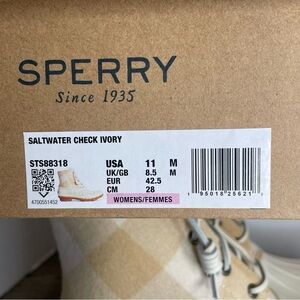 SPERRY
Since 1935
SALTWATER CHECK IVORY
STS88318 USA 11 M
UK/GB 8.5 M
EUR 42.5
CM 28
4700551452 WOMENS/FEMMES
195018 25621